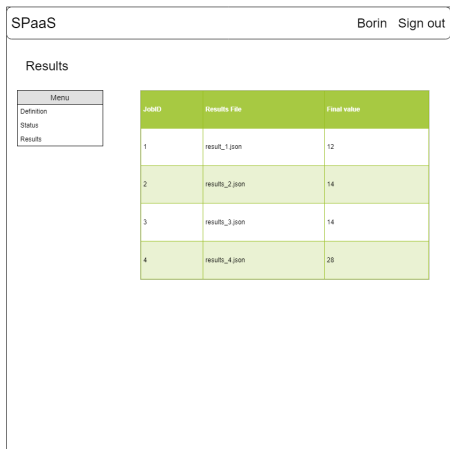 SPaaS Borin Sign out
Results
Menu
Definition
Status
Results
JobID Results File Final value
1 result_1.json 12
2 results_2.json 14
3 results_3.json 14
4 results_4.json 28